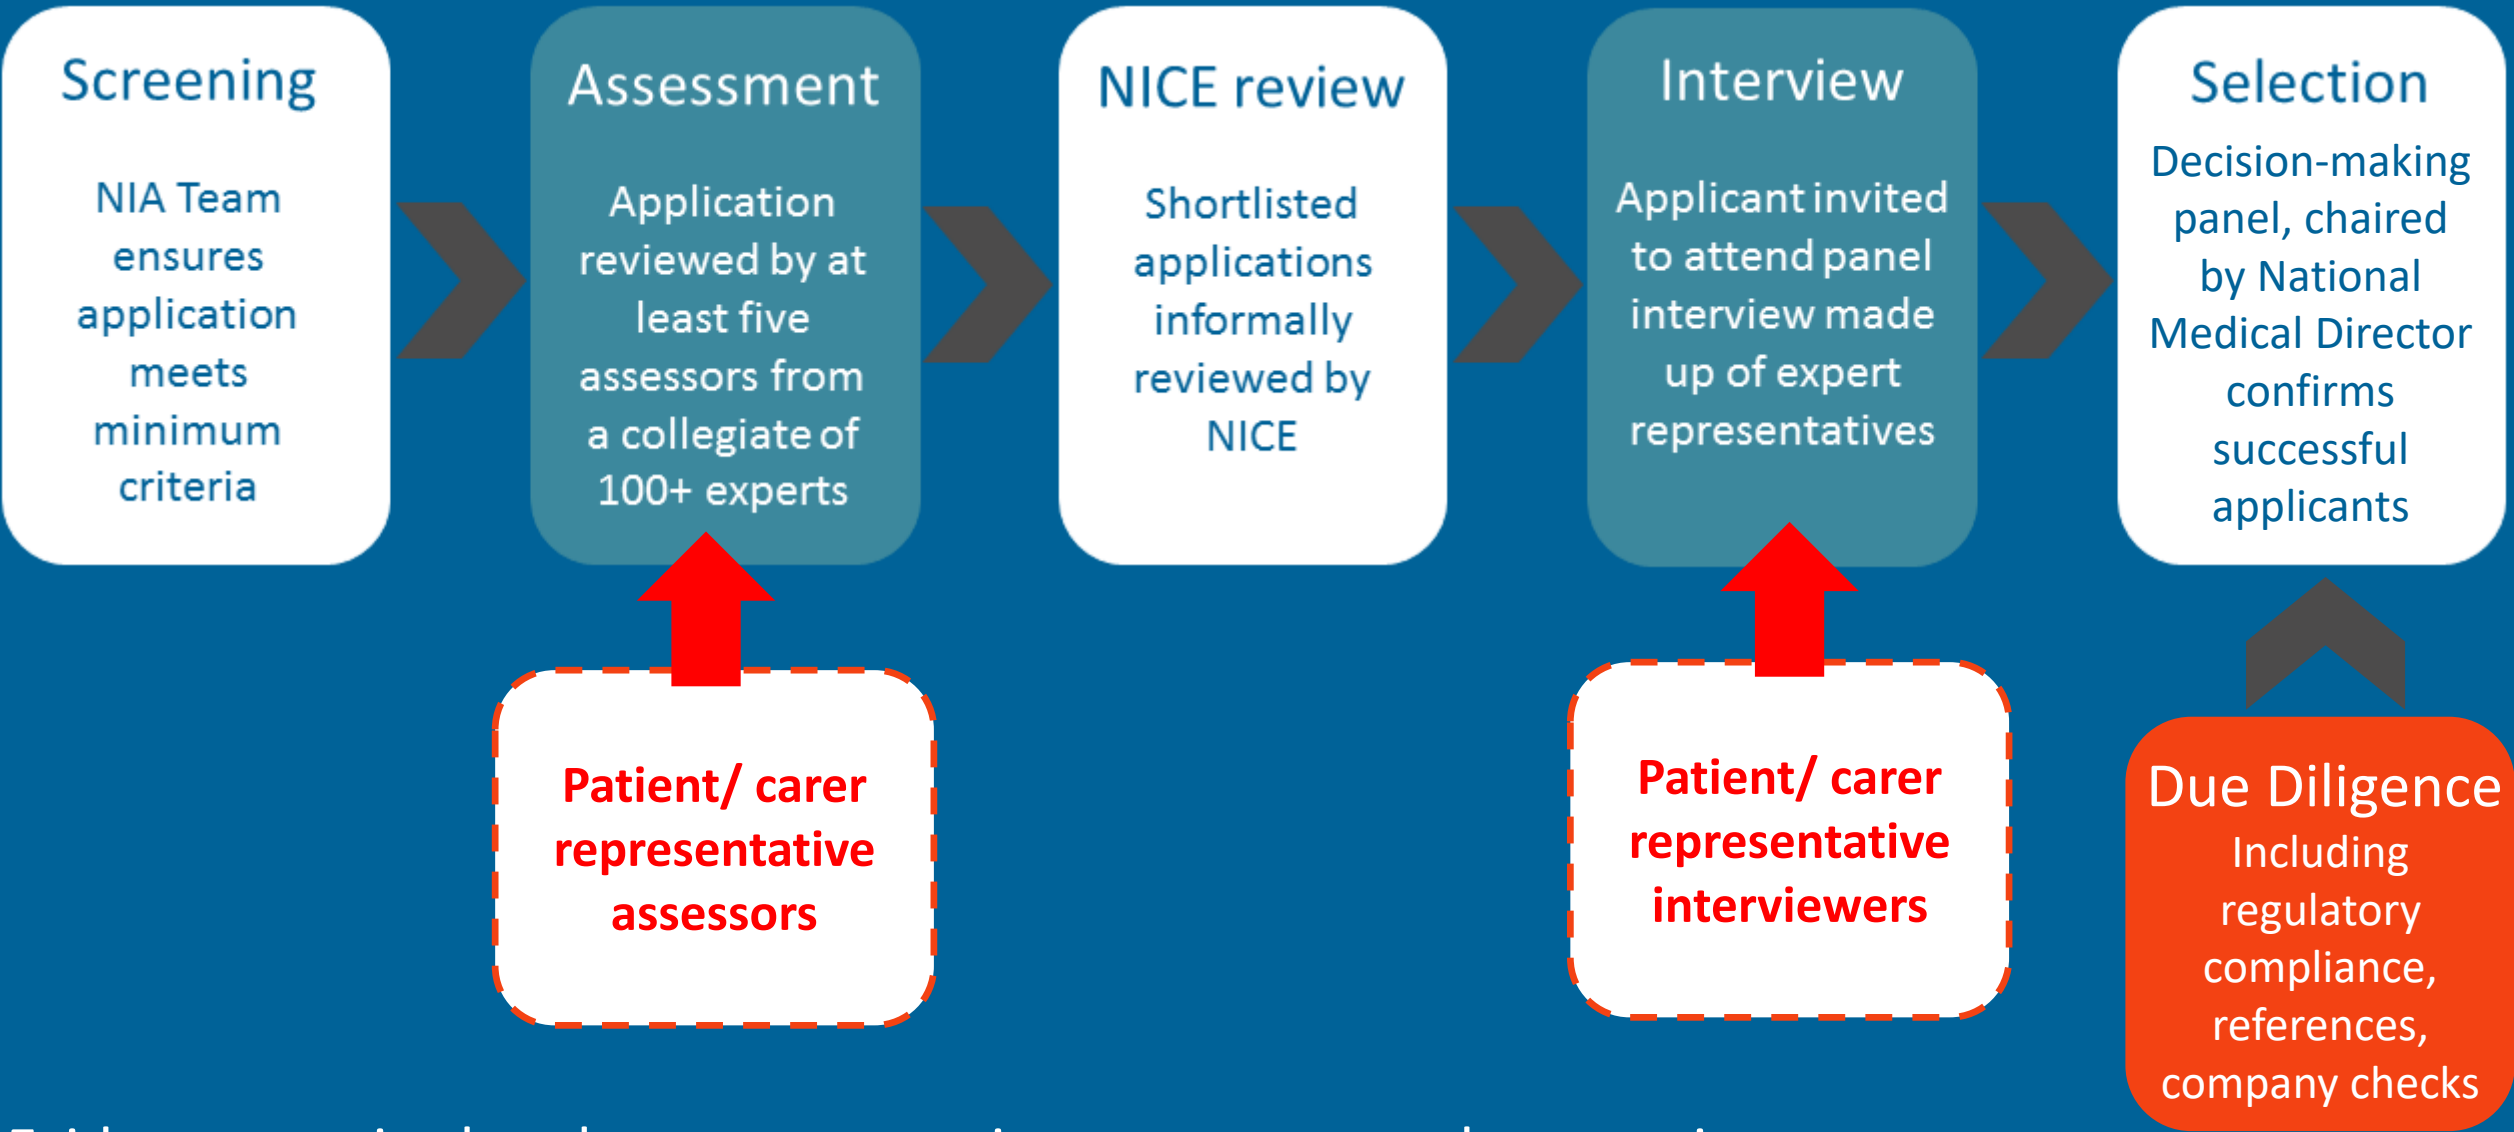 Screening
NIA Team
ensures
application
meets
minimum
criteria
Assessment
Application
reviewed by at
least five
assessors from
a collegiate of
100+ experts
NICE review
Shortlisted
applications
informally
reviewed by
NICE
Interview
Applicant invited
to attend panel
interview made
up of expert
representatives
Selection
Decision-making
panel, chaired
by National
Medical Director
confirms
successful
applicants
Patient/ carer
representative
assessors
Patient/ carer
representative
interviewers
Due Diligence
Including
regulatory
compliance,
references,
company checks